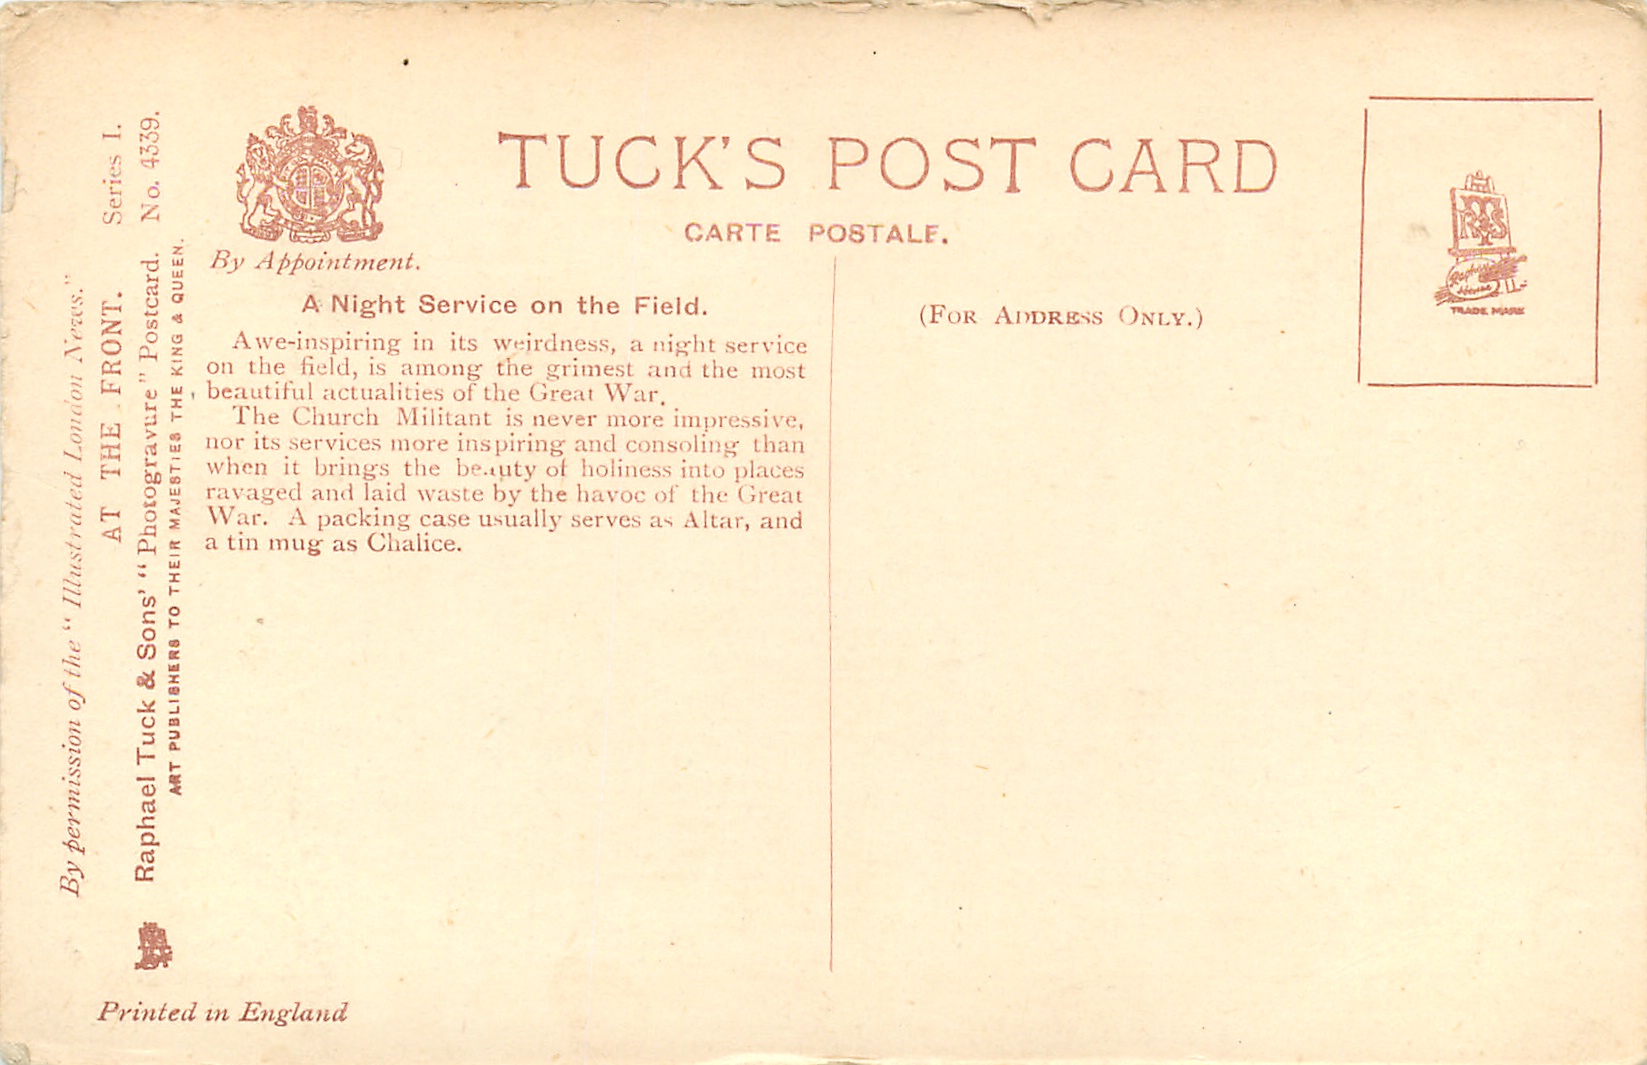 TUCK'S POST CARD
CARTE POSTALE.
By Appointment.
A Night Service on the Field.
Awe-inspiring in its weirdness, a night service
on the field, is among the grimest and the most
beautiful actualities of the Great War.
The Church Militant is never more impressive,
nor its services more inspiring and consoling than
when it brings the beauty of holiness into places
ravaged and laid waste by the havoc of the Great
War. A packing case usually serves as Altar, and
a tin mug as Chalice.
(FOR ADDRESS ONLY.)
RTS
Raphael
House
TRADE MARK
By permission of the "Illustrated London News."
AT THE FRONT. Series I.
Raphael Tuck & Sons' "Photogravure" Postcard. No. 4339.
ART PUBLISHERS TO THEIR MAJESTIES THE KING & QUEEN.
Printed in England